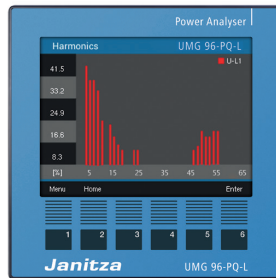 Power Analyser
Harmonics UMG 96-PQ-L
U-L1
41.5
33.2
24.9
16.6
8.3
[%] 5 15 25 35 45 55 65
Menu Home Enter
1 2 3 4 5 6
Janitza UMG 96-PQ-L